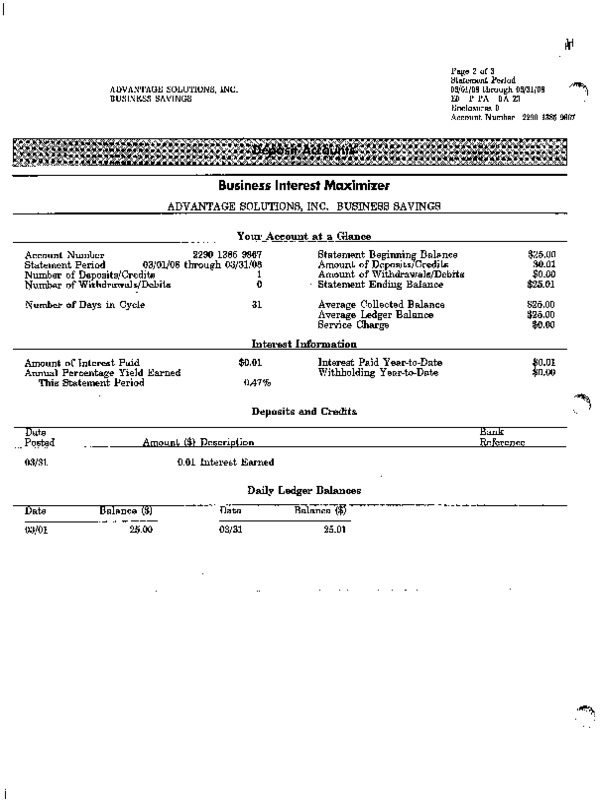 Page 2 of 3
Statement Period
03/01/08 through 03/31/08
E0 P PA 0A 23
Enclosures 0
Account Number 2290 1386 9867
ADVANTAGE SOLUTIONS, INC.
BUSINESS SAVINGS
Deposit Accounts
Business Interest Maximizer
ADVANTAGE SOLUTIONS, INC. BUSINESS SAVINGS
Your Account at a Glance
Account Number 2290 1386 9867 Statement Beginning Balance $25.00
Statement Period 03/01/08 through 03/31/08 Amount of Deposits/Credits $0.01
Number of Deposits/Credits 1 Amount of Withdrawals/Debits $0.00
Number of Withdrawals/Debits 0 Statement Ending Balance $25.01
Number of Days in Cycle 31 Average Collected Balance $25.00
Average Ledger Balance $25.00
Service Charge $0.00
Interest Information
Amount of Interest Paid $0.01 Interest Paid Year-to-Date $0.01
Annual Percentage Yield Earned Withholding Year-to-Date $0.00
This Statement Period 0.47%
Deposits and Credits
Date Bank
Posted Amount ($) Description Reference
03/31 0.01 Interest Earned
Daily Ledger Balances
Date Balance ($) Date Balance ($)
03/01 25.00 03/31 25.01